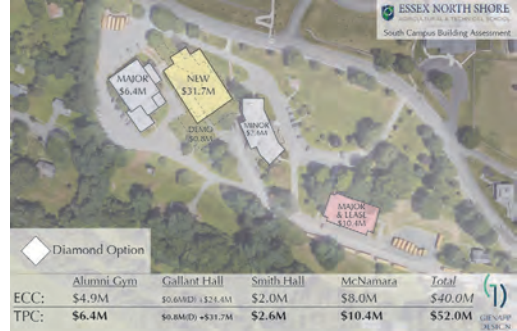 ESSEX NORTH SHORE
AGRICULTURAL & TECHNICAL SCHOOL
South Campus Building Assessment
MAJOR
$6.4M
NEW
$31.7M
DEMO
$0.8M
MINOR
$2.6M
MAJOR
& LEASE
$10.4M
Diamond Option
Alumni Gym Gallant Hall Smith Hall McNamara Total
ECC: $4.9M $0.6M(D) +$24.4M $2.0M $8.0M $40.0M
TPC: $6.4M $0.8M(D) +$31.7M $2.6M $10.4M $52.0M
GIENAPP
DESIGN